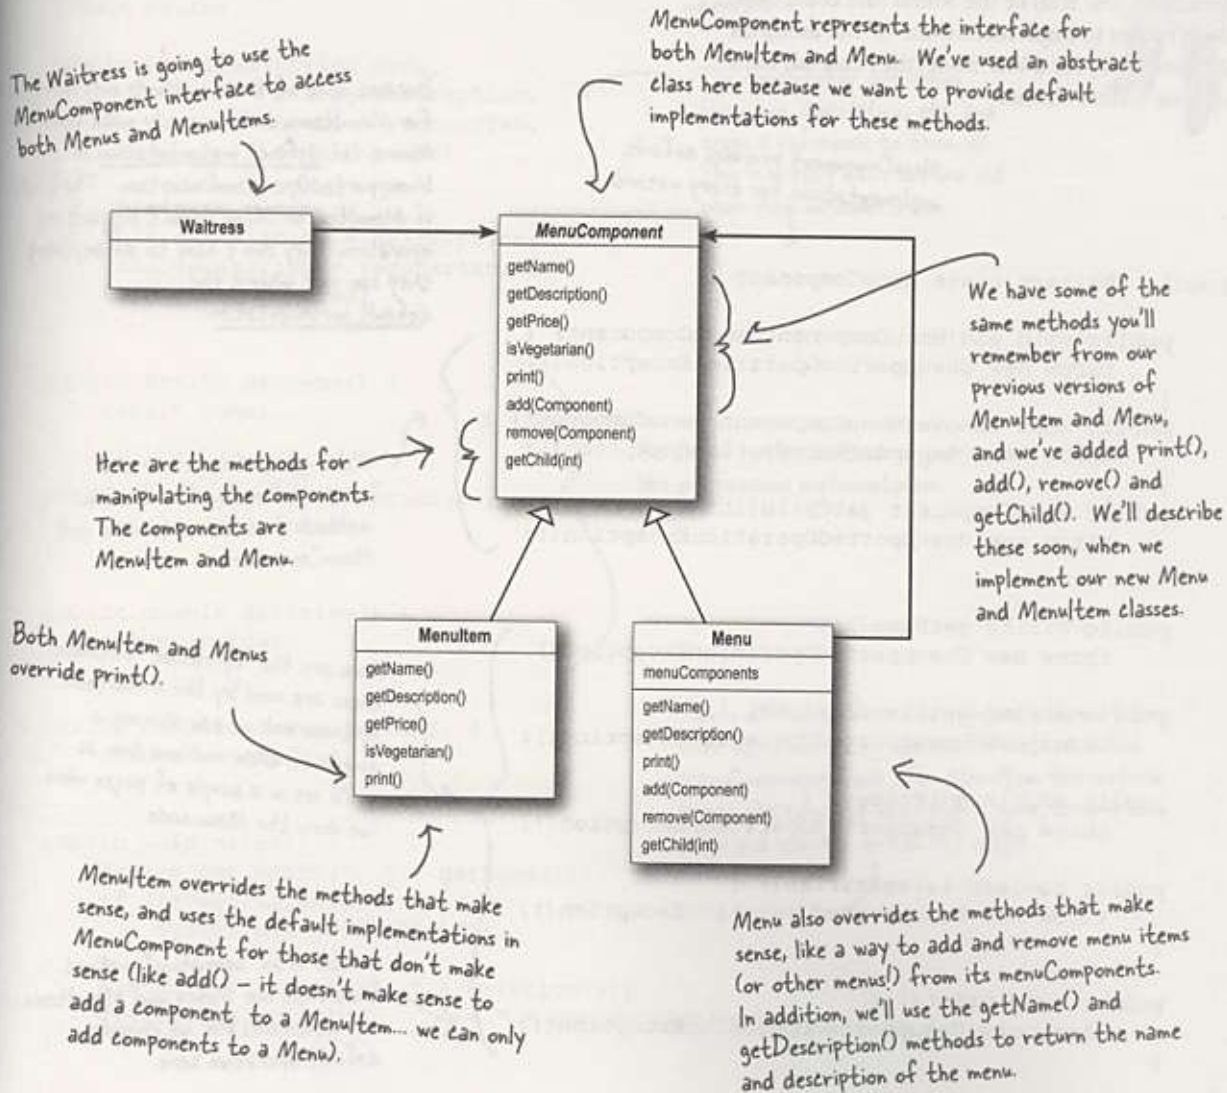 MenuComponent represents the interface for
both MenuItem and Menu. We've used an abstract
class here because we want to provide default
implementations for these methods.
The Waitress is going to use the
MenuComponent interface to access
both Menus and MenuItems.
Waitress
MenuComponent
getName()
getDescription()
getPrice()
isVegetarian()
print()
add(Component)
remove(Component)
getChild(int)
We have some of the
same methods you'll
remember from our
previous versions of
MenuItem and Menu,
and we've added print(),
add(), remove() and
getChild(). We'll describe
these soon, when we
implement our new Menu
and MenuItem classes.
Here are the methods for
manipulating the components.
The components are
MenuItem and Menu.
Both MenuItem and Menus
override print().
MenuItem
getName()
getDescription()
getPrice()
isVegetarian()
print()
Menu
menuComponents
getName()
getDescription()
print()
add(Component)
remove(Component)
getChild(int)
MenuItem overrides the methods that make
sense, and uses the default implementations in
MenuComponent for those that don't make
sense (like add() – it doesn't make sense to
add a component to a MenuItem... we can only
add components to a Menu).
Menu also overrides the methods that make
sense, like a way to add and remove menu items
(or other menus!) from its menuComponents.
In addition, we'll use the getName() and
getDescription() methods to return the name
and description of the menu.